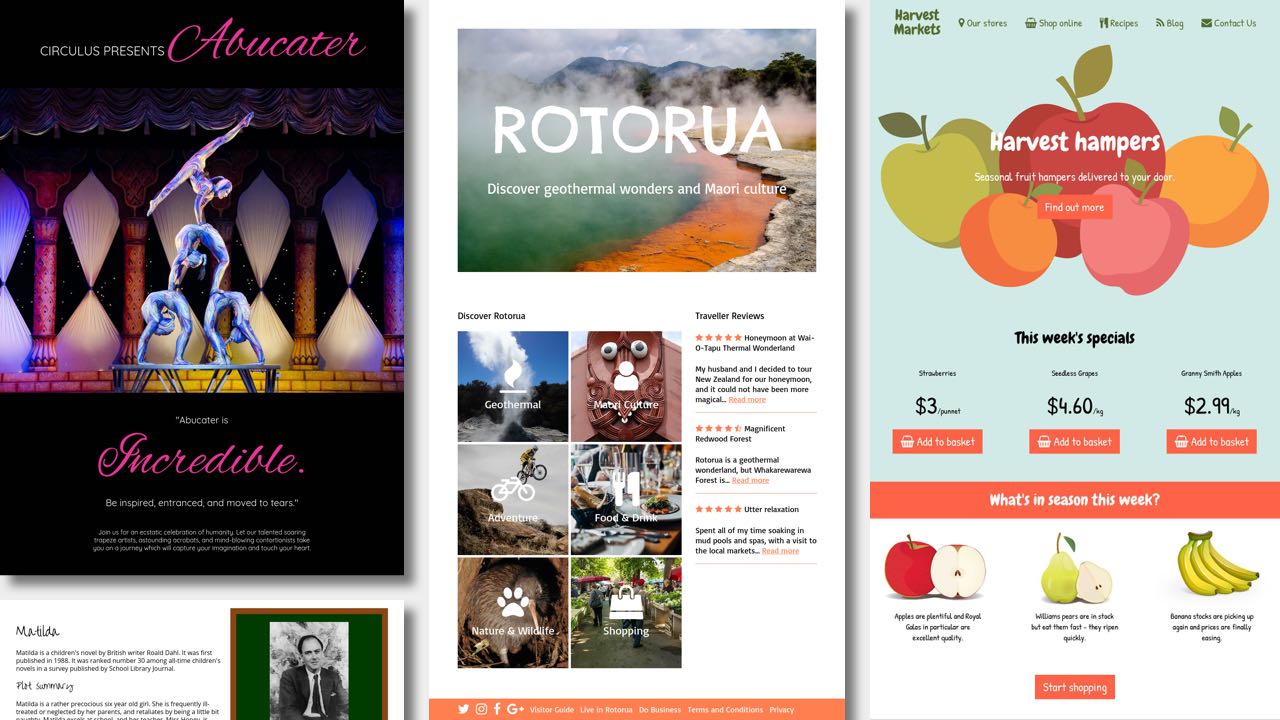 CIRCULUS PRESENTS Abucater
"Abucater is
Incredible.
Be inspired, entranced, and moved to tears."
Join us for an ecstatic celebration of humanity. Let our talented soaring
trapeze artists, astounding acrobats, and mind-blowing contortionists take
you on a journey which will capture your imagination and touch your heart.
Matilda
Matilda is a children's novel by British writer Roald Dahl. It was first
published in 1988. It was ranked number 30 among all-time children's
novels in a survey published by School Library Journal.
Plot summary
Matilda is a rather precocious six year old girl. She is frequently ill-
treated or neglected by her parents, and retaliates by being a little bit
naughty. Matilda excels at school, and her teacher, Miss Honey, is
ROTORUA
Discover geothermal wonders and Maori culture
Discover Rotorua
Geothermal
Maori Culture
Adventure
Food & Drink
Nature & Wildlife
Shopping
Traveller Reviews
Honeymoon at Wai-
O-Tapu Thermal Wonderland
My husband and I decided to tour
New Zealand for our honeymoon,
and it could not have been more
magical... Read more
Magnificent
Redwood Forest
Rotorua is a geothermal
wonderland, but Whakarewarewa
Forest is... Read more
Utter relaxation
Spent all of my time soaking in
mud pools and spas, with a visit to
the local markets... Read more
Visitor Guide Live in Rotorua Do Business Terms and Conditions Privacy
Harvest
Markets
Our stores Shop online Recipes Blog Contact Us
Harvest hampers
Seasonal fruit hampers delivered to your door.
Find out more
This week's specials
Strawberries Seedless Grapes Granny Smith Apples
$3/punnet $4.60/kg $2.99/kg
Add to basket Add to basket Add to basket
What's in season this week?
Apples are plentiful and Royal
Galas in particular are
excellent quality.
Williams pears are in stock
but eat them fast - they ripen
quickly.
Banana stocks are picking up
again and prices are finally
easing.
Start shopping